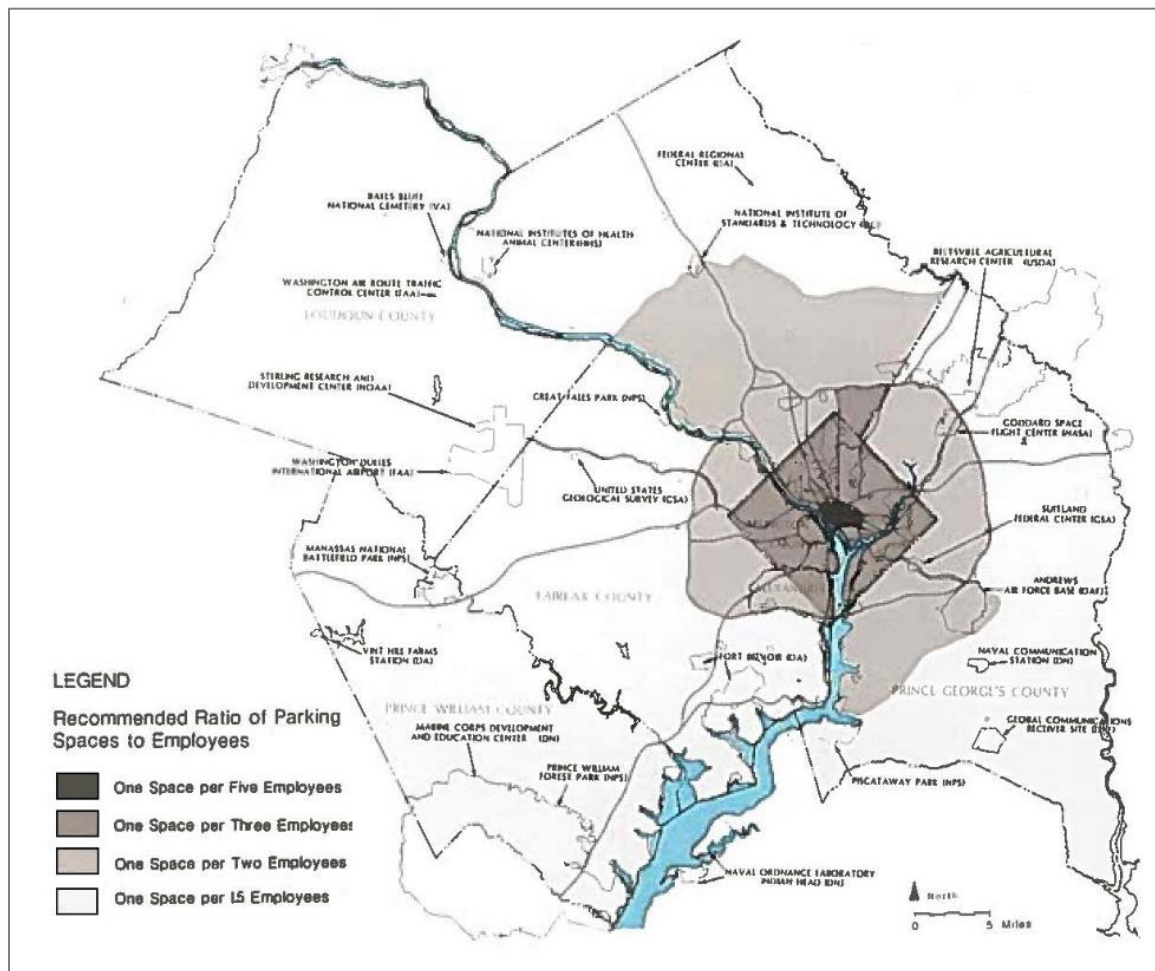 FEDERAL REGIONAL
CENTER
BALLS BLUFF
NATIONAL CEMETERY (VA)
NATIONAL INSTITUTE OF
STANDARDS & TECHNOLOGY
NATIONAL INSTITUTES OF HEALTH
ANIMAL CENTER(HHS)
BELTSVILLE AGRICULTURAL
RESEARCH CENTER (USDA)
WASHINGTON AIR ROUTE TRAFFIC
CONTROL CENTER (FAA)
LOUDOUN COUNTY
STERLING RESEARCH AND
DEVELOPMENT CENTER (NOAA)
GREAT FALLS PARK (NPS)
GODDARD SPACE
FLIGHT CENTER (NASA)
WASHINGTON DULLES
INTERNATIONAL AIRPORT (FAA)
UNITED STATES
GEOLOGICAL SURVEY (GSA)
SUITLAND
FEDERAL CENTER (GSA)
ARLINGTON
MANASSAS NATIONAL
BATTLEFIELD PARK (NPS)
ANDREWS
AIR FORCE BASE (DAF)
FAIRFAX COUNTY
ALEXANDRIA
VINT HILL FARMS
STATION (DA)
FORT BELVOIR (DA)
NAVAL COMMUNICATION
STATION (DN)
PRINCE GEORGE'S COUNTY
LEGEND
Recommended Ratio of Parking
Spaces to Employees
PRINCE WILLIAM COUNTY
MARINE CORPS DEVELOPMENT
AND EDUCATION CENTER (DN)
GLOBAL COMMUNICATIONS
RECEIVER SITE
PRINCE WILLIAM
FOREST PARK (NPS)
PISCATAWAY PARK (NPS)
One Space per Five Employees
One Space per Three Employees
One Space per Two Employees
One Space per 1.5 Employees
NAVAL ORDNANCE LABORATORY
INDIAN HEAD (DN)
North
0 5 Miles